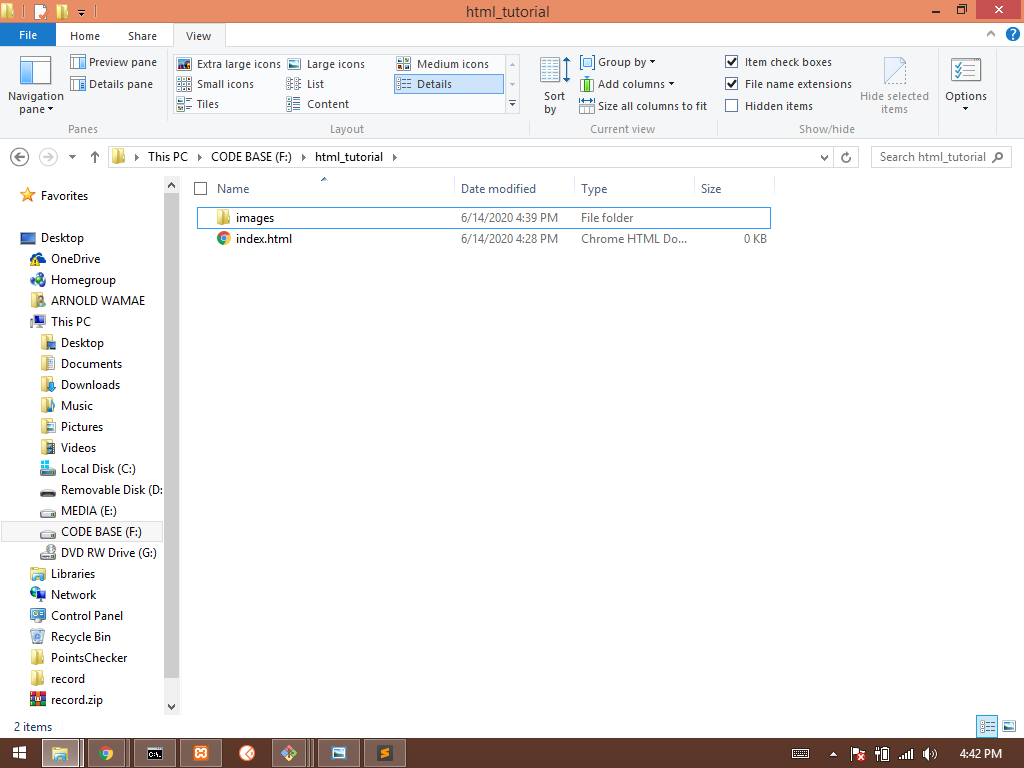 html_tutorial
File Home Share View
Navigation pane
Preview pane
Details pane
Panes
Extra large icons Large icons Medium icons
Small icons List Details
Tiles Content
Layout
Sort by
Group by
Add columns
Size all columns to fit
Current view
Item check boxes
File name extensions
Hidden items
Hide selected items
Show/hide
Options
This PC CODE BASE (F:) html_tutorial
Search html_tutorial
Name Date modified Type Size
images 6/14/2020 4:39 PM File folder
index.html 6/14/2020 4:28 PM Chrome HTML Do... 0 KB
Favorites
Desktop
OneDrive
Homegroup
ARNOLD WAMAE
This PC
Desktop
Documents
Downloads
Music
Pictures
Videos
Local Disk (C:)
Removable Disk (D:
MEDIA (E:)
CODE BASE (F:)
DVD RW Drive (G:)
Libraries
Network
Control Panel
Recycle Bin
PointsChecker
record
record.zip
2 items
4:42 PM